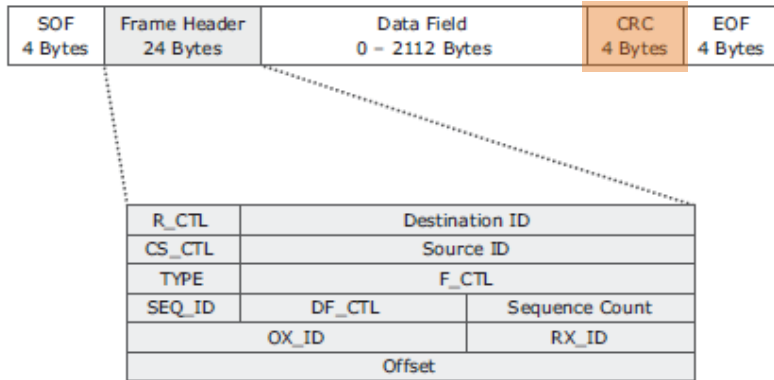 SOF Frame Header Data Field CRC EOF
4 Bytes 24 Bytes 0 – 2112 Bytes 4 Bytes 4 Bytes
R_CTL Destination ID
CS_CTL Source ID
TYPE F_CTL
SEQ_ID DF_CTL Sequence Count
OX_ID RX_ID
Offset